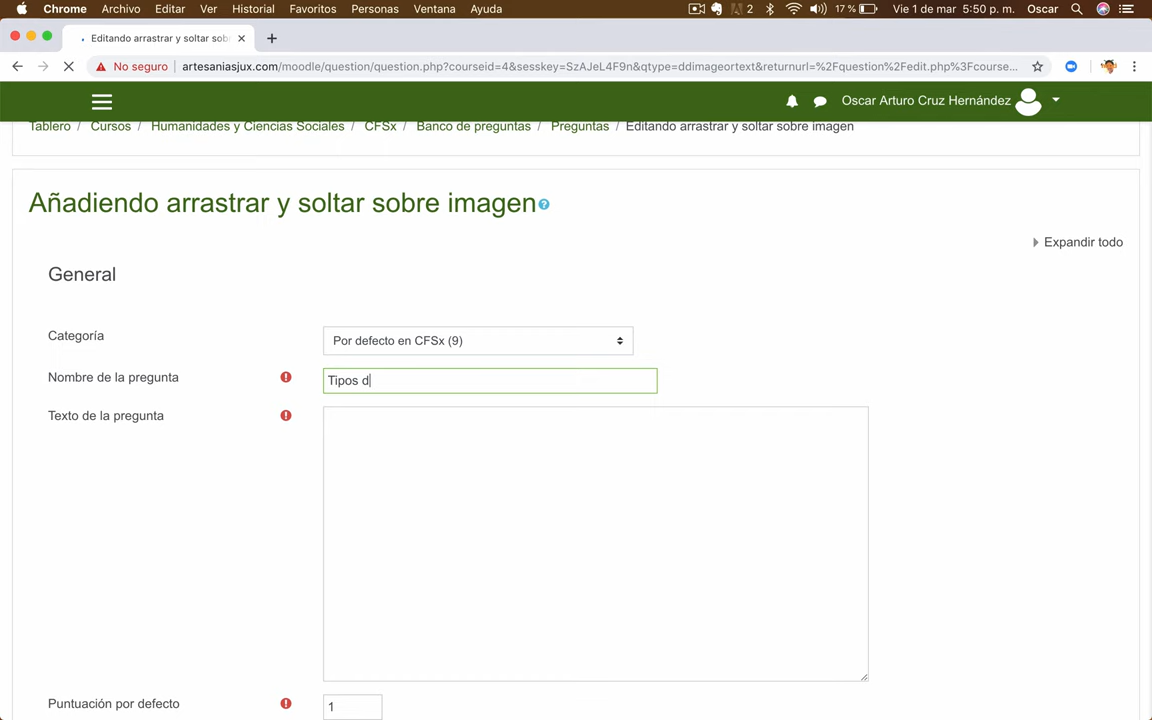 Chrome Archivo Editar Ver Historial Favoritos Personas Ventana Ayuda 2 17 % Vie 1 de mar 5:50 p. m. Oscar
Editando arrastrar y soltar sob
No seguro artesaniasjux.com/moodle/question/question.php?courseid=4&sesskey=SzAJeL4F9n&qtype=ddimageortext&returnurl=%2Fquestion%2Fedit.php%3Fcourse...
Oscar Arturo Cruz Hernández
Tablero / Cursos / Humanidades y Ciencias Sociales / CFSx / Banco de preguntas / Preguntas / Editando arrastrar y soltar sobre imagen
Añadiendo arrastrar y soltar sobre imagen
Expandir todo
General
Categoría Por defecto en CFSx (9)
Nombre de la pregunta Tipos d
Texto de la pregunta
Puntuación por defecto 1